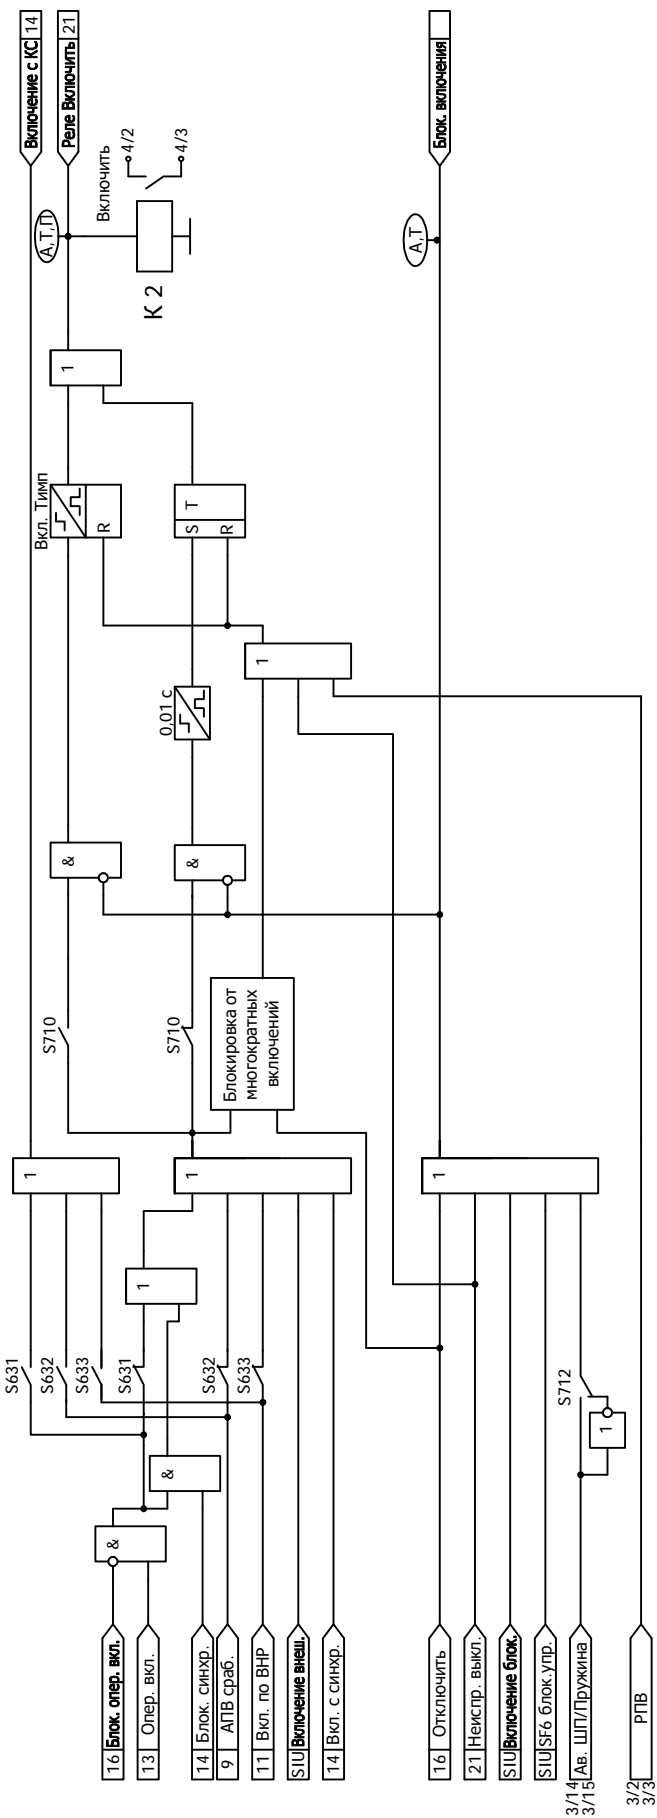 Включение с КС 14
Реле Включить 21
Блок. включения
А,Т,П
А,Т
Включить
4/2
4/3
К 2
1
Вкл. Тимп
R
S T
R
1
0,01 с
&
&
S710
S710
Блокировка от
многократных
включений
1
1
1
1
S631
S632
S633
S631
S632
S633
S712
1
&
&
16 Блок. опер. вкл.
13 Опер. вкл.
14 Блок. синхр.
9 АПВ сраб.
11 Вкл. по ВНР
SIU Включение внеш.
14 Вкл. с синхр.
16 Отключить
21 Неиспр. выкл.
SIU Включение блок.
SIU SF6 блок.упр.
3/14
3/15
Ав. ШП/Пружина
3/2
3/3
РПВ